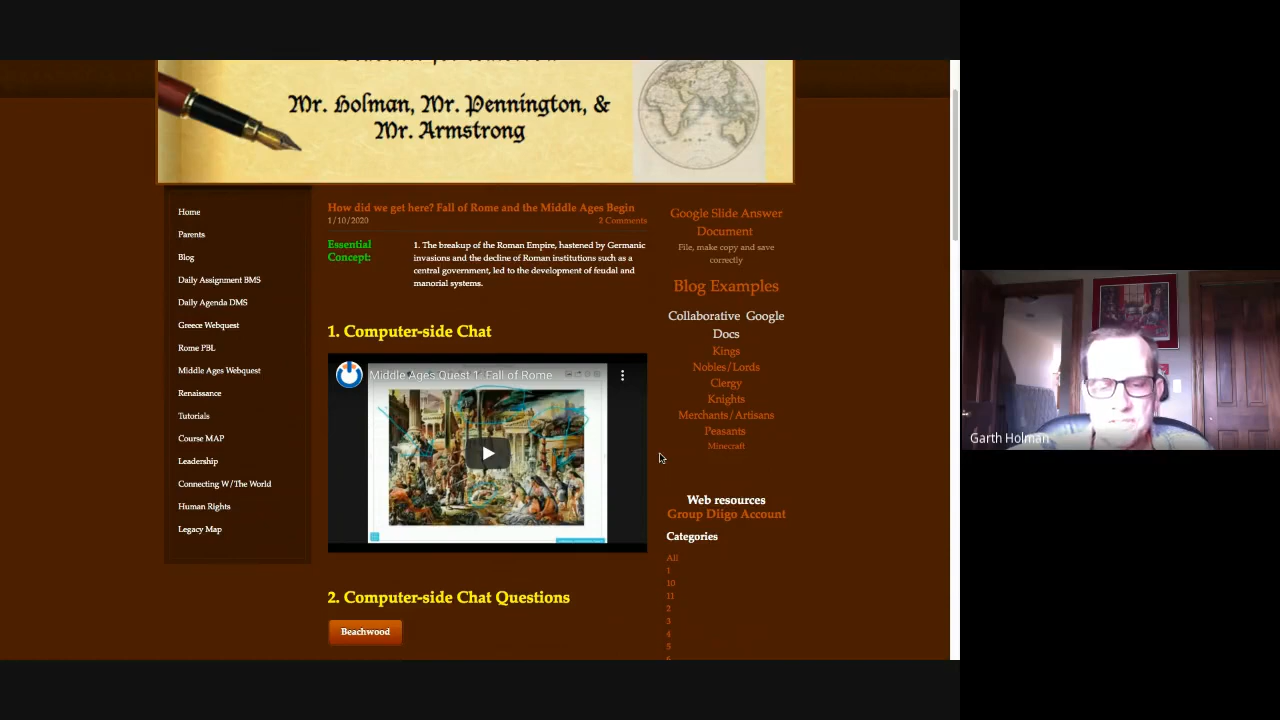 Mr. Holman, Mr. Pennington, &
Mr. Armstrong
Home
Parents
Blog
Daily Assignment BMS
Daily Agenda DMS
Greece Webquest
Rome PBL
Middle Ages Webquest
Renaissance
Tutorials
Course MAP
Leadership
Connecting W/The World
Human Rights
Legacy Map
How did we get here? Fall of Rome and the Middle Ages Begin
1/10/2020
2 Comments
Essential
Concept:
1. The breakup of the Roman Empire, hastened by Germanic
invasions and the decline of Roman institutions such as a
central government, led to the development of feudal and
manorial systems.
1. Computer-side Chat
Middle Ages Quest 1: Fall of Rome
2. Computer-side Chat Questions
Beachwood
Google Slide Answer
Document
File, make copy and save
correctly
Blog Examples
Collaborative Google
Docs
Kings
Nobles/Lords
Clergy
Knights
Merchants/Artisans
Peasants
Minecraft
Web resources
Group Diigo Account
Categories
All
1
10
11
2
3
4
5
Garth Holman